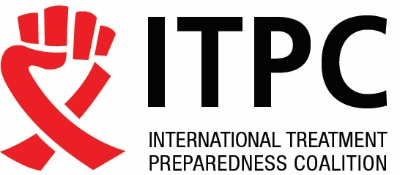 ITPC
INTERNATIONAL TREATMENT
PREPAREDNESS COALITION